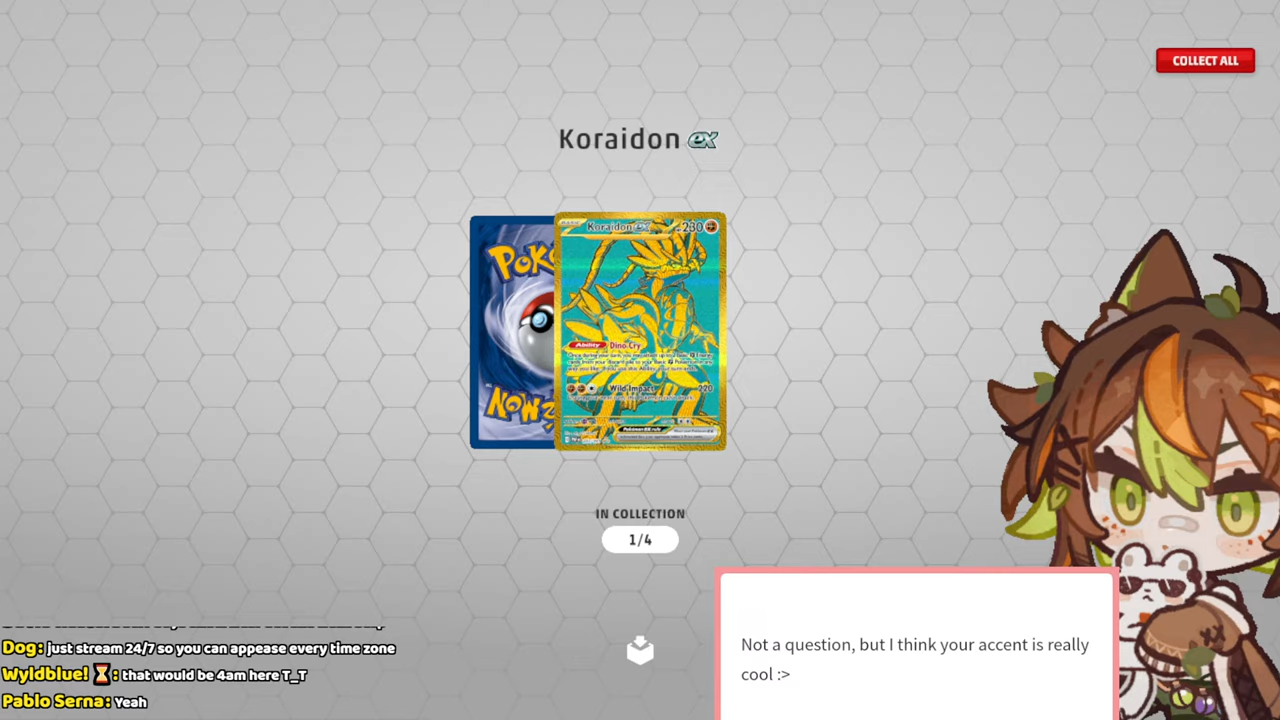 COLLECT ALL
Koraidon ex
POKÉ
NOW
Koraidon ex 230
Ability Dino Cry
Wild Impact 220
IN COLLECTION
1/4
Not a question, but I think your accent is really
cool :>
Dog: just stream 24/7 so you can appease every time zone
Wyldblue! ⏳: that would be 4am here T_T
Pablo Serna: Yeah